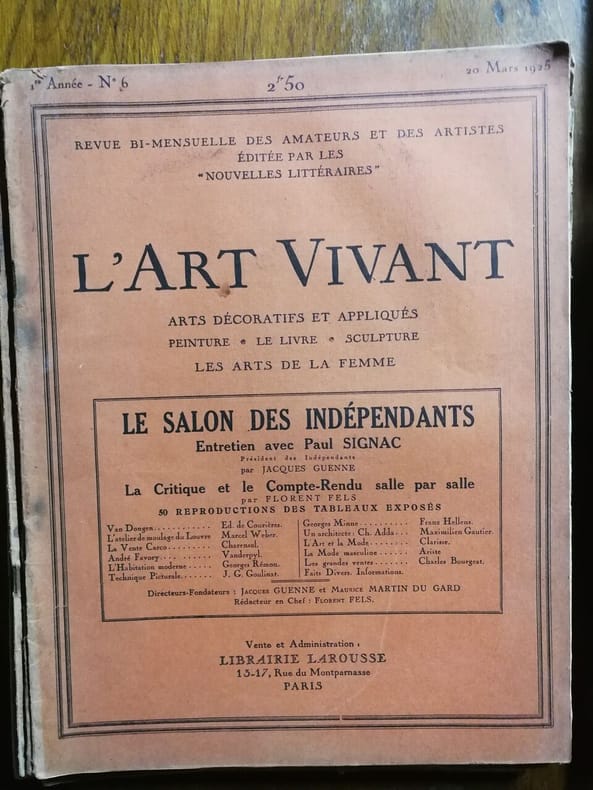 1re Année - N° 6
2fr50
20 Mars 1925
REVUE BI-MENSUELLE DES AMATEURS ET DES ARTISTES
ÉDITÉE PAR LES
"NOUVELLES LITTÉRAIRES"
L'ART VIVANT
ARTS DÉCORATIFS ET APPLIQUÉS
PEINTURE * LE LIVRE * SCULPTURE
LES ARTS DE LA FEMME
LE SALON DES INDÉPENDANTS
Entretien avec Paul SIGNAC
Président des Indépendants
par JACQUES GUENNE
La Critique et le Compte-Rendu salle par salle
par FLORENT FELS
50 REPRODUCTIONS DES TABLEAUX EXPOSÉS
Van Dongen............ Ed. de Courières.
L'atelier de moulage du Louvre Marcel Weber.
La Vente Carco........... Charensol.
André Favory........... Vanderpyl.
L'Habitation moderne...... Georges Rémon.
Technique Picturale....... J. G. Goulinat.
Georges Minne.......... Franz Hellens.
Un architecte: Ch. Adda... Maximilien Gautier.
L'Art et la Mode........ Clarisse.
La Mode masculine...... Ariste
Les grandes ventes....... Charles Bourgeat.
Faits Divers. Informations.
Directeurs-Fondateurs : JACQUES GUENNE et MAURICE MARTIN DU GARD
Rédacteur en Chef : FLORENT FELS.
Vente et Administration :
LIBRAIRIE LAROUSSE
13-17, Rue du Montparnasse
PARIS